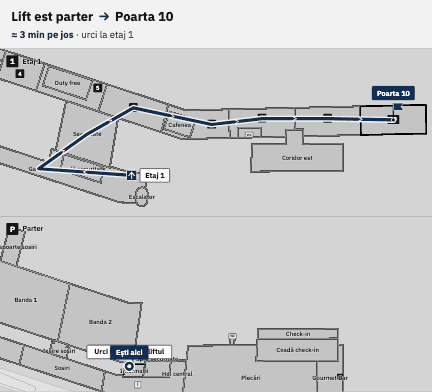 Lift est parter → Poarta 10
≈ 3 min pe jos · urci la etaj 1
1 Etaj 1
4
Duty free
5
Poarta 10
Cafenea
Coridor est
Etaj 1
Escalator
P Parter
sosiri
Banda 1
Banda 2
Urci
Ești aici
liftul
Sosiri
Hol central
Plecări
Check-in
Coadă check-in
Gourmet Bar